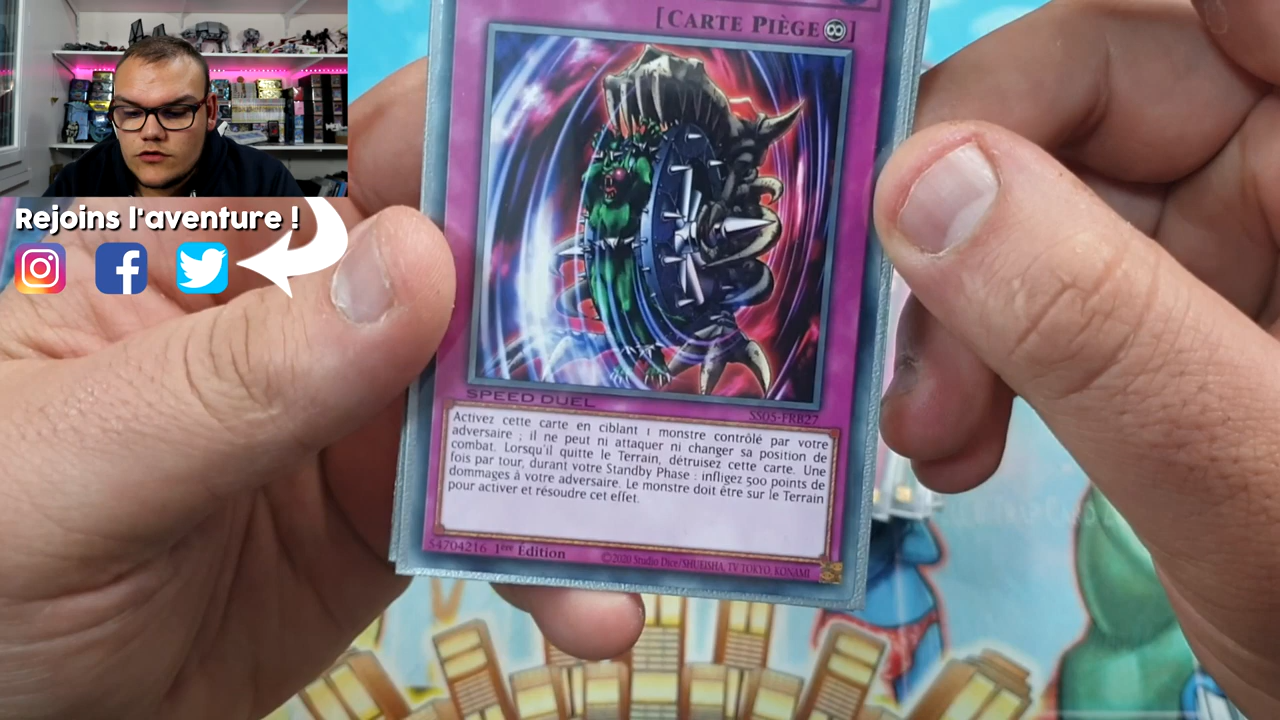 [CARTE PIÈGE]
Rejoins l'aventure !
SPEED DUEL
SS05-FRB27
Activez cette carte en ciblant 1 monstre contrôlé par votre
adversaire ; il ne peut ni attaquer ni changer sa position de
combat. Lorsqu'il quitte le Terrain, détruisez cette carte. Une
fois par tour, durant votre Standby Phase : infligez 500 points de
dommages à votre adversaire. Le monstre doit être sur le Terrain
pour activer et résoudre cet effet.
54704216 1ère Édition
©2020 Studio Dice/SHUEISHA, TV TOKYO, KONAMI